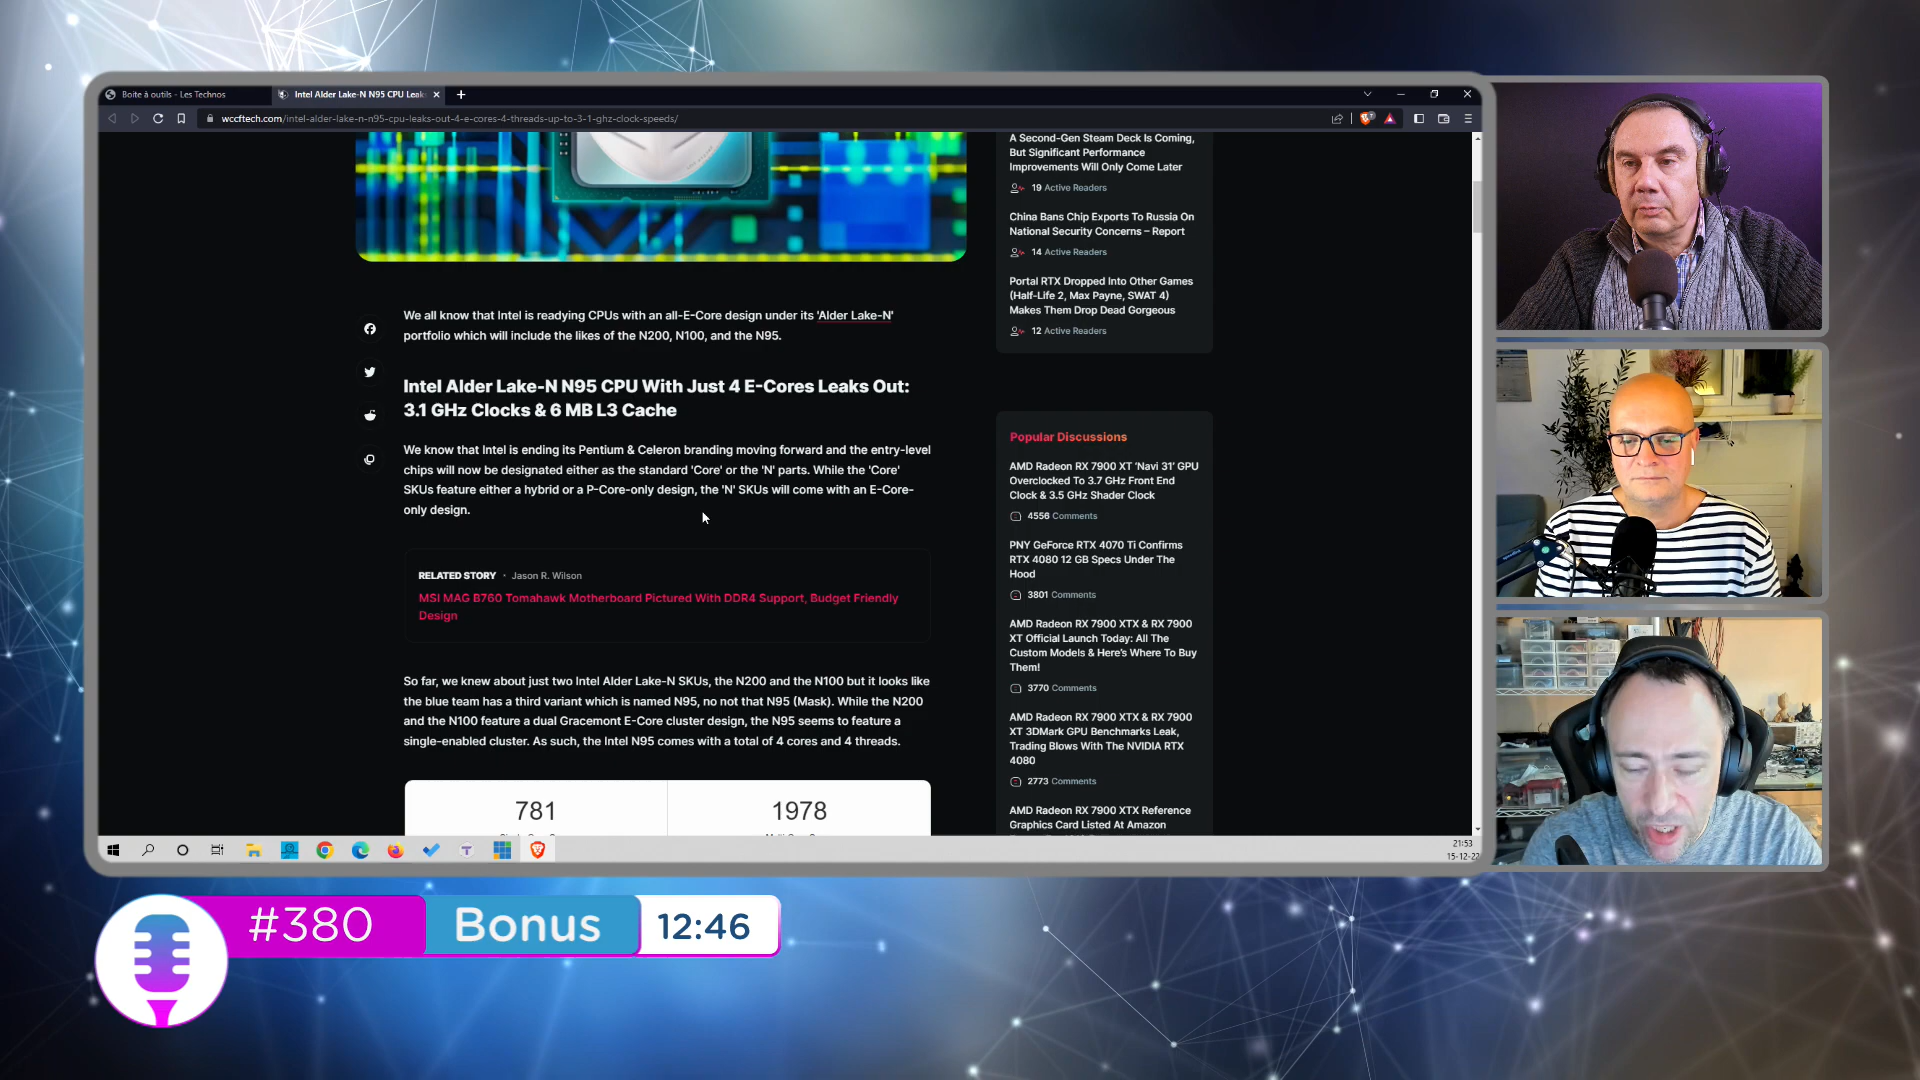 Boite à outils - Les Technos
Intel Alder Lake-N N95 CPU Leak
wccftech.com/intel-alder-lake-n-n95-cpu-leaks-out-4-e-cores-4-threads-up-to-3-1-ghz-clock-speeds/
We all know that Intel is readying CPUs with an all-E-Core design under its 'Alder Lake-N'
portfolio which will include the likes of the N200, N100, and the N95.
Intel Alder Lake-N N95 CPU With Just 4 E-Cores Leaks Out:
3.1 GHz Clocks & 6 MB L3 Cache
We know that Intel is ending its Pentium & Celeron branding moving forward and the entry-level
chips will now be designated either as the standard 'Core' or the 'N' parts. While the 'Core'
SKUs feature either a hybrid or a P-Core-only design, the 'N' SKUs will come with an E-Core-
only design.
RELATED STORY • Jason R. Wilson
MSI MAG B760 Tomahawk Motherboard Pictured With DDR4 Support, Budget Friendly
Design
So far, we knew about just two Intel Alder Lake-N SKUs, the N200 and the N100 but it looks like
the blue team has a third variant which is named N95, no not that N95 (Mask). While the N200
and the N100 feature a dual Gracemont E-Core cluster design, the N95 seems to feature a
single-enabled cluster. As such, the Intel N95 comes with a total of 4 cores and 4 threads.
781
1978
A Second-Gen Steam Deck Is Coming,
But Significant Performance
Improvements Will Only Come Later
19 Active Readers
China Bans Chip Exports To Russia On
National Security Concerns – Report
14 Active Readers
Portal RTX Dropped Into Other Games
(Half-Life 2, Max Payne, SWAT 4)
Makes Them Drop Dead Gorgeous
12 Active Readers
Popular Discussions
AMD Radeon RX 7900 XT 'Navi 31' GPU
Overclocked To 3.7 GHz Front End
Clock & 3.5 GHz Shader Clock
4556 Comments
PNY GeForce RTX 4070 Ti Confirms
RTX 4080 12 GB Specs Under The
Hood
3801 Comments
AMD Radeon RX 7900 XTX & RX 7900
XT Official Launch Today: All The
Custom Models & Here's Where To Buy
Them!
3770 Comments
AMD Radeon RX 7900 XTX & RX 7900
XT 3DMark GPU Benchmarks Leak,
Trading Blows With The NVIDIA RTX
4080
2773 Comments
AMD Radeon RX 7900 XTX Reference
Graphics Card Listed At Amazon
21:53
15-12-22
#380
Bonus
12:46